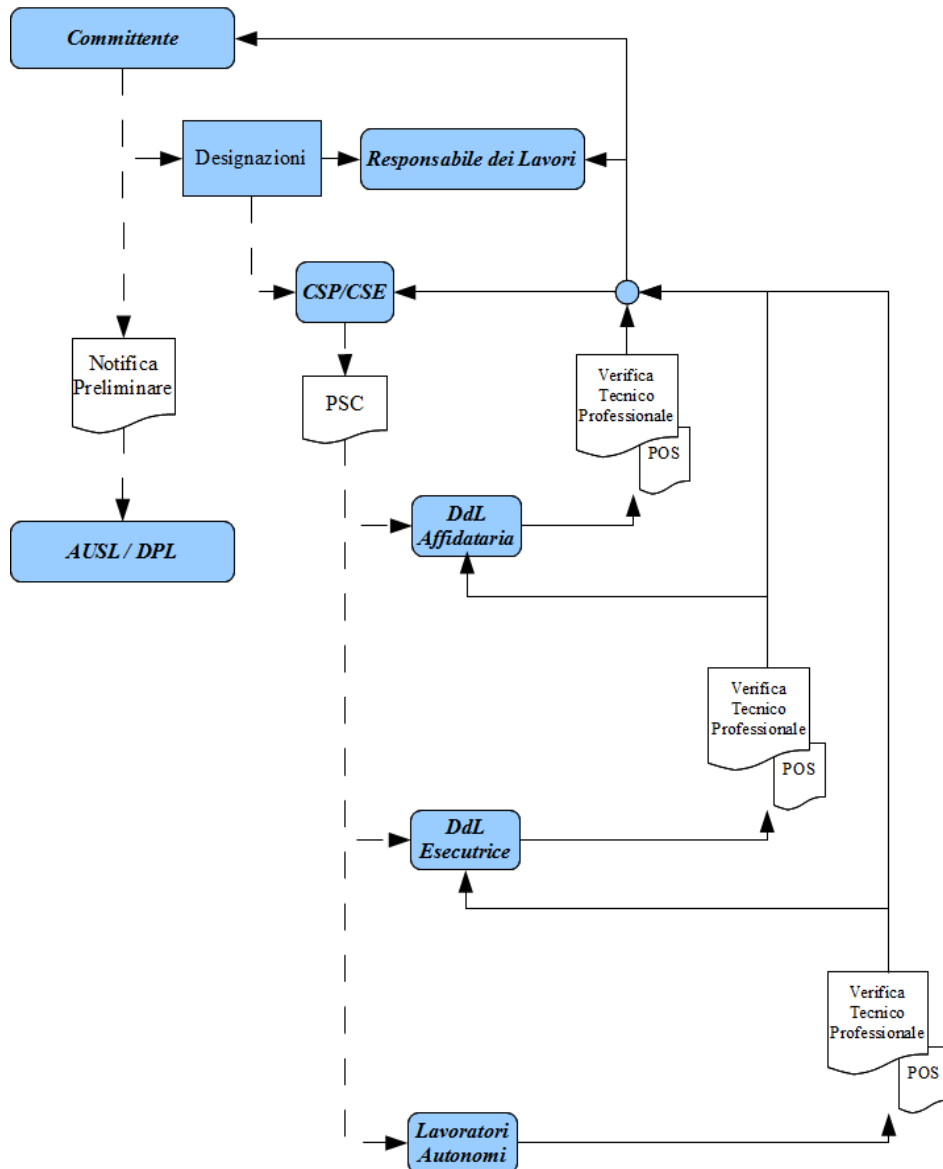 Committente
Designazioni
Responsabile dei Lavori
CSP/CSE
Notifica
Preliminare
PSC
Verifica
Tecnico
Professionale
POS
DdL
Affidataria
AUSL / DPL
Verifica
Tecnico
Professionale
POS
DdL
Esecutrice
Verifica
Tecnico
Professionale
POS
Lavoratori
Autonomi